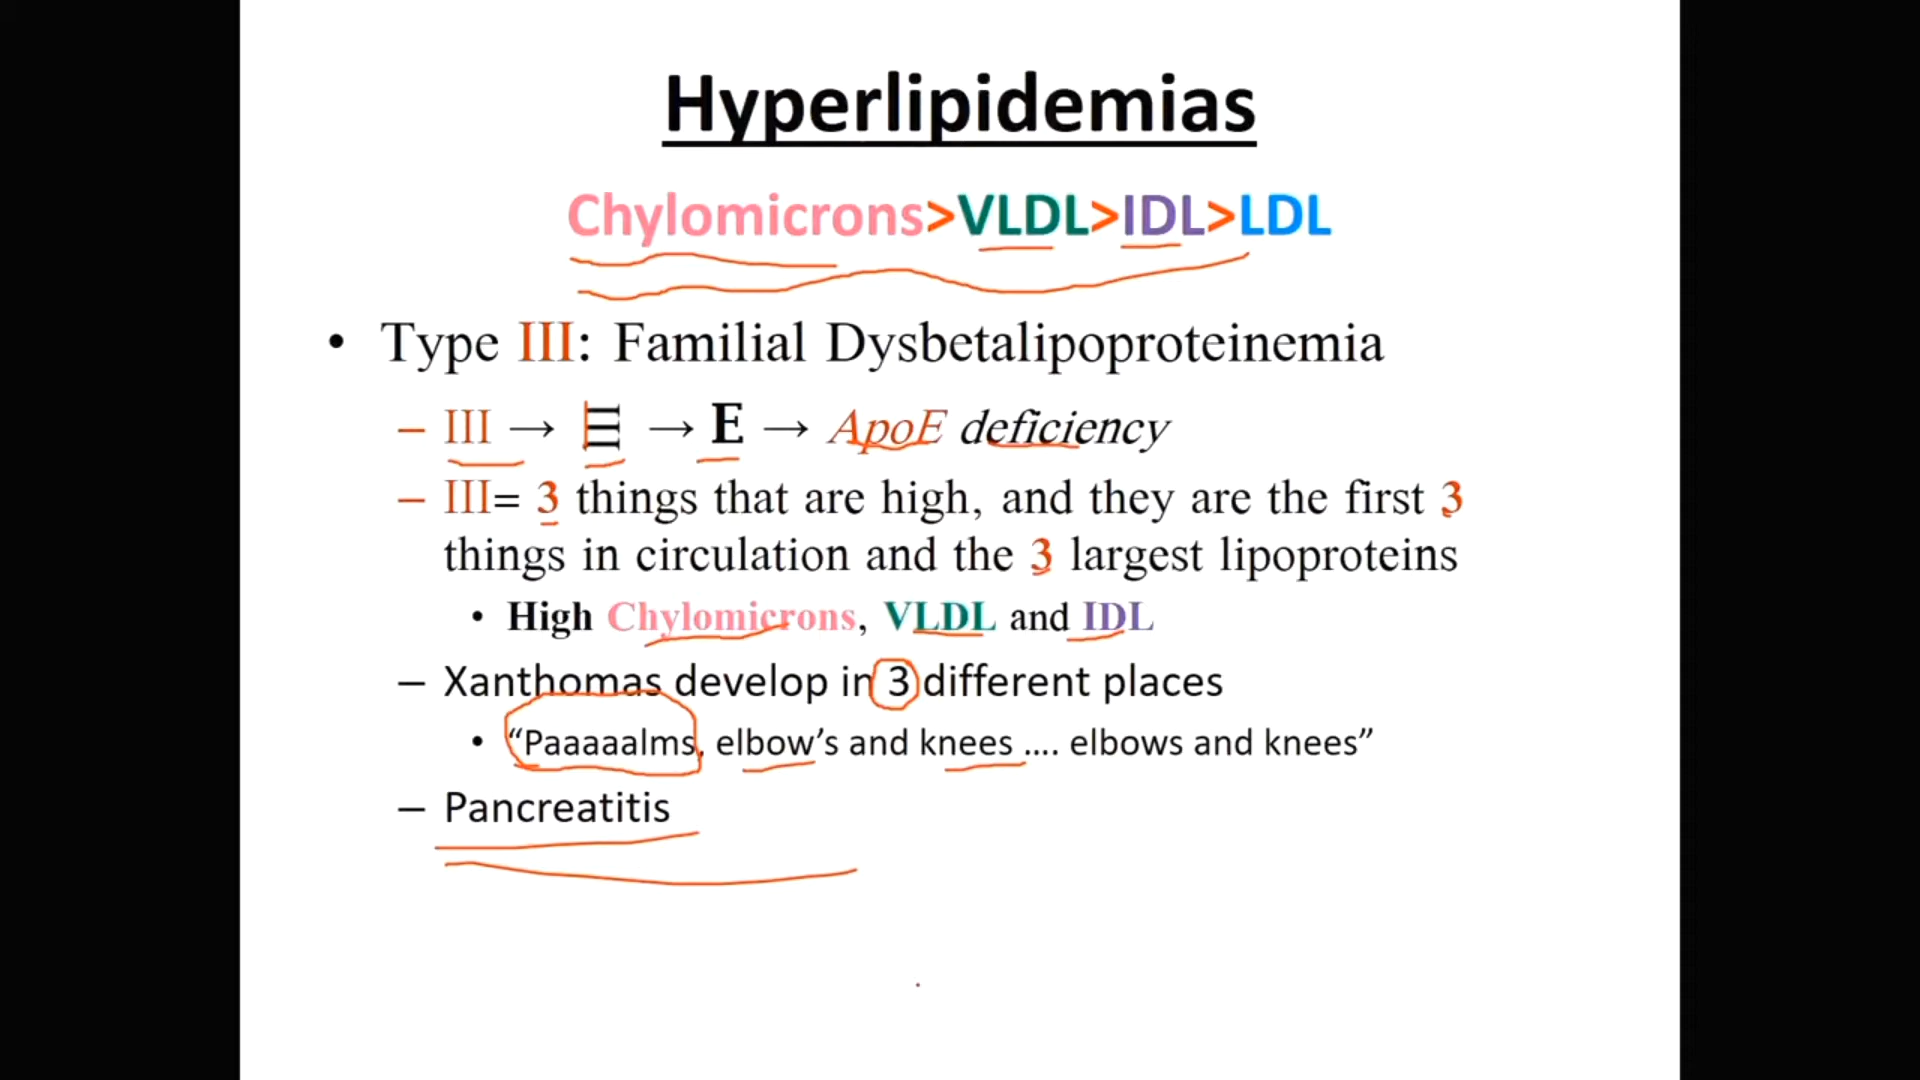 Hyperlipidemias
Chylomicrons>VLDL>IDL>LDL
• Type III: Familial Dysbetalipoproteinemia
– III → E → E → ApoE deficiency
– III= 3 things that are high, and they are the first 3
things in circulation and the 3 largest lipoproteins
• High Chylomicrons, VLDL and IDL
– Xanthomas develop in 3 different places
• “Paaaaalms, elbow’s and knees .... elbows and knees”
– Pancreatitis